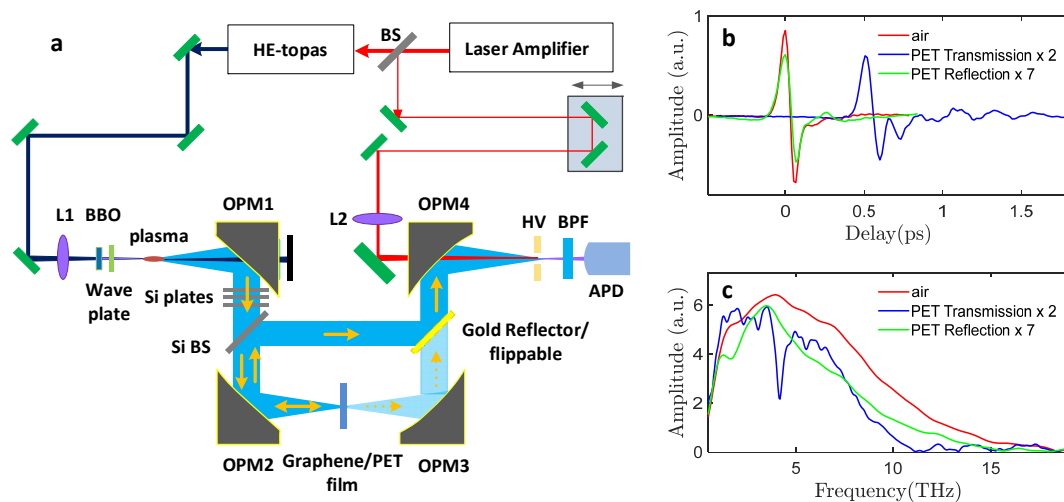 a
HE-topas
BS
Laser Amplifier
L1
BBO
plasma
Wave
plate
OPM1
Si plates
Si BS
OPM2
Graphene/PET
film
OPM3
L2
OPM4
HV
BPF
APD
Gold Reflector/
flippable
b
air
PET Transmission x 2
PET Reflection x 7
Amplitude (a.u.)
1
0
0
0.5
1
1.5
Delay(ps)
c
air
PET Transmission x 2
PET Reflection x 7
Amplitude (a.u.)
6
4
2
0
5
10
15
Frequency(THz)